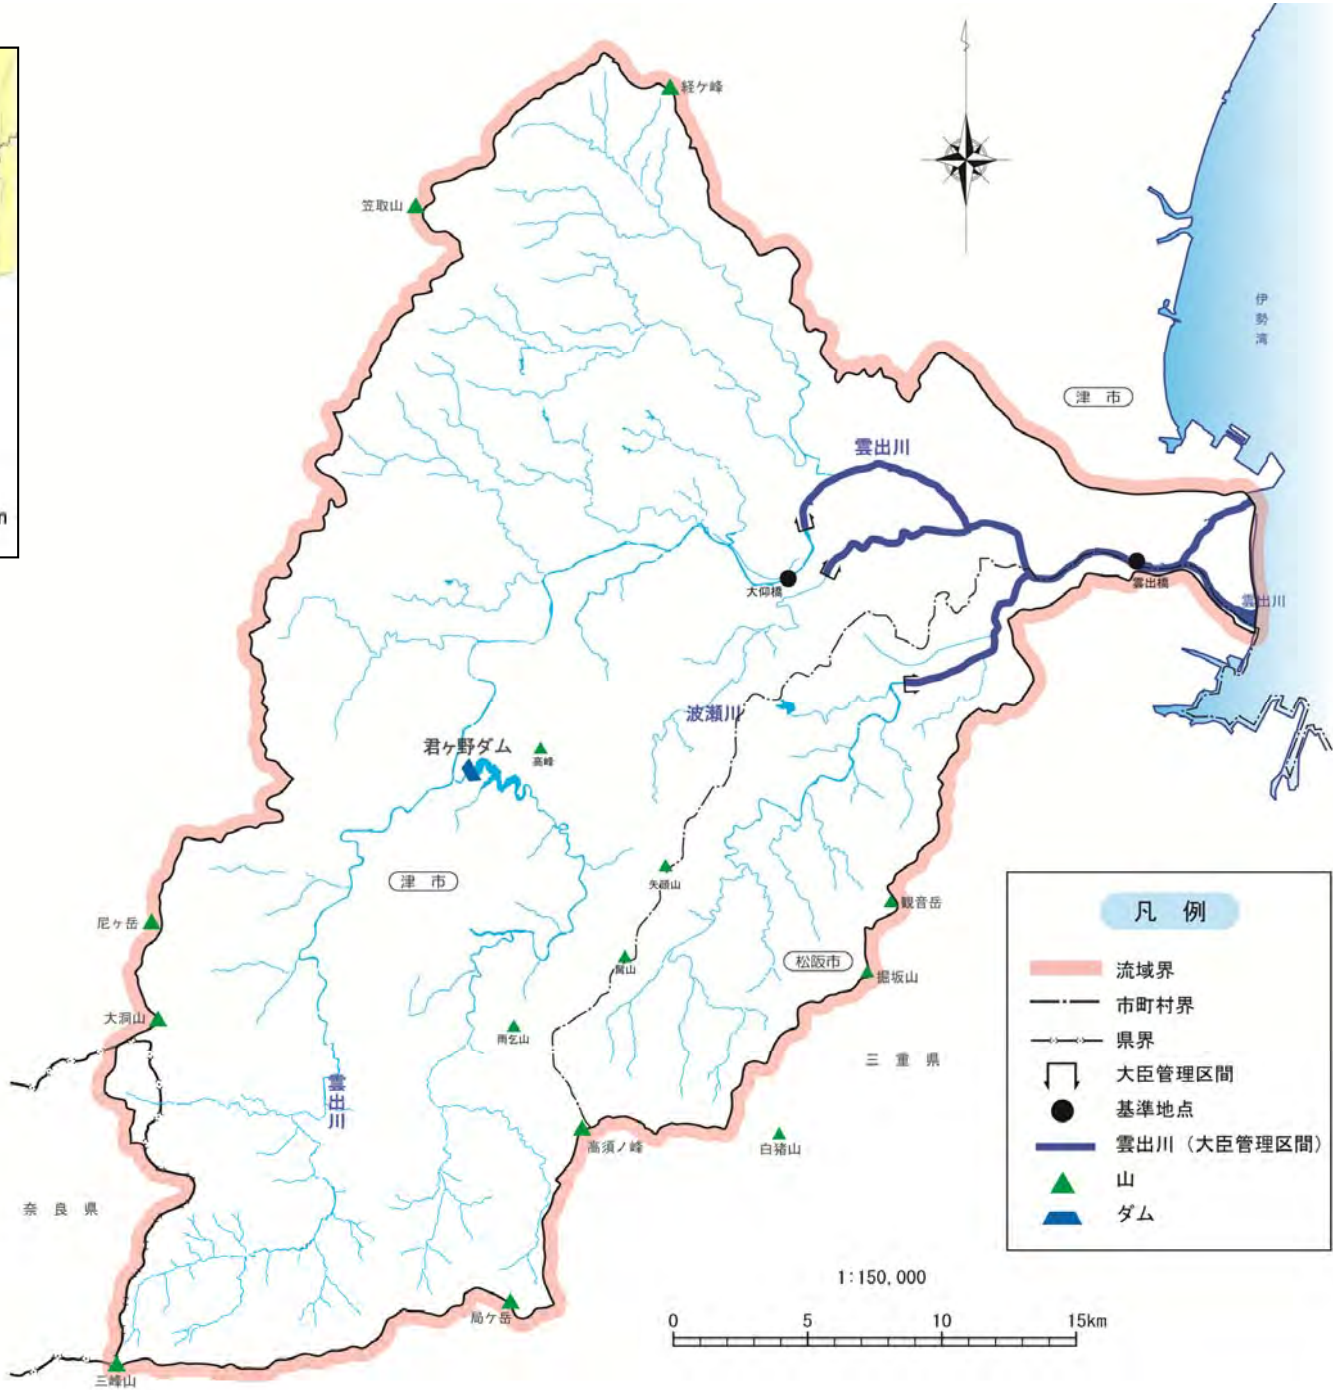 経ケ峰
笠取山
伊勢湾
津 市
雲出川
大仰橋
雲出橋
雲出川
波瀬川
君ヶ野ダム
高峰
津 市
矢頭山
観音岳
尼ヶ岳
松阪市
堀坂山
大洞山
雨乞山
三 重 県
雲出川
高須ノ峰
白猪山
奈 良 県
局ケ岳
三峰山
凡 例
流域界
市町村界
県界
大臣管理区間
基準地点
雲出川（大臣管理区間）
山
ダム
1:150,000
0 5 10 15km